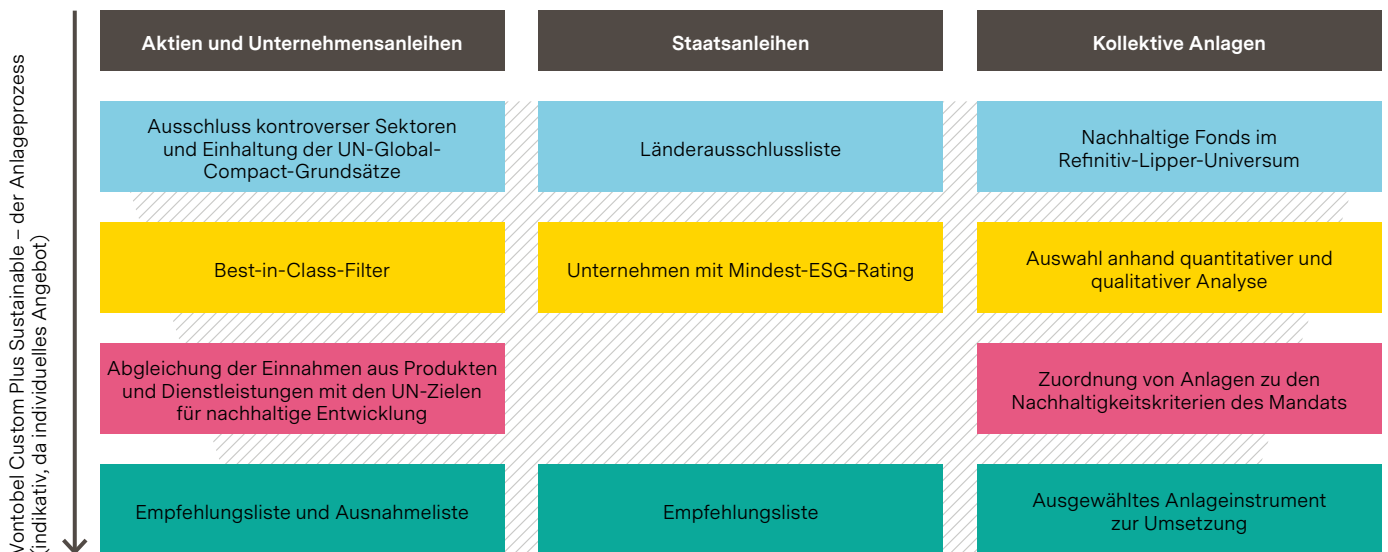 Vontobel Custom Plus Sustainable – der Anlageprozess
(indikativ, da individuelles Angebot)
Aktien und Unternehmensanleihen
Staatsanleihen
Kollektive Anlagen
Ausschluss kontroverser Sektoren
und Einhaltung der UN-Global-
Compact-Grundsätze
Länderausschlussliste
Nachhaltige Fonds im
Refinitiv-Lipper-Universum
Best-in-Class-Filter
Unternehmen mit Mindest-ESG-Rating
Auswahl anhand quantitativer und
qualitativer Analyse
Abgleichung der Einnahmen aus Produkten
und Dienstleistungen mit den UN-Zielen
für nachhaltige Entwicklung
Zuordnung von Anlagen zu den
Nachhaltigkeitskriterien des Mandats
Empfehlungsliste und Ausnahmeliste
Empfehlungsliste
Ausgewähltes Anlageinstrument
zur Umsetzung